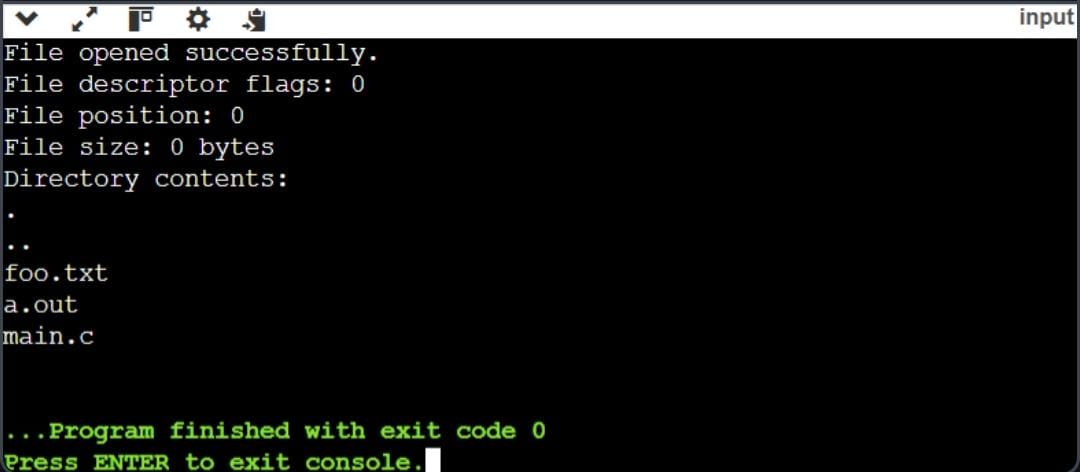 input
File opened successfully.
File descriptor flags: 0
File position: 0
File size: 0 bytes
Directory contents:
.
..
foo.txt
a.out
main.c
...Program finished with exit code 0
Press ENTER to exit console.